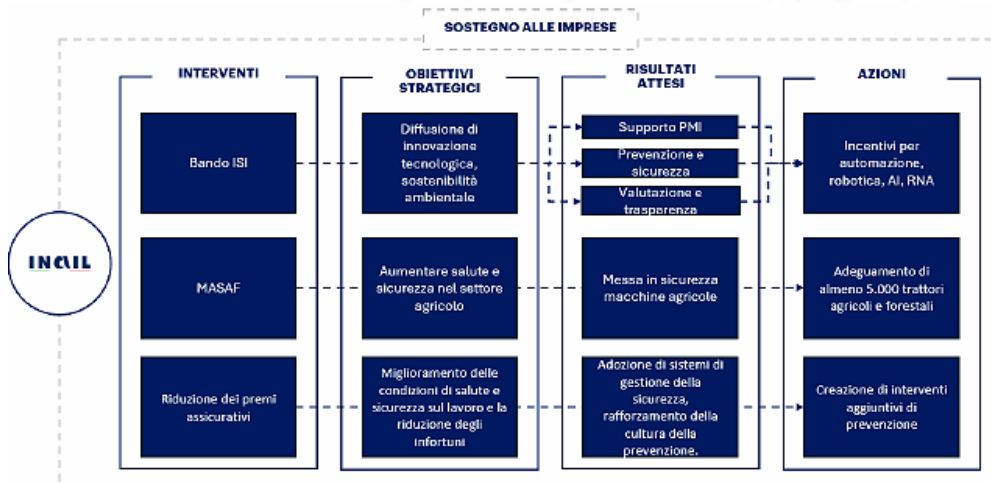 SOSTEGNO ALLE IMPRESE
INTERVENTI
OBIETTIVI
STRATEGICI
RISULTATI
ATTESI
AZIONI
Bando ISI
Diffusione di
innovazione
tecnologica,
sostenibilità
ambientale
Supporto PMI
Prevenzione e
sicurezza
Valutazione e
trasparenza
Incentivi per
automazione,
robotica, AI, RNA
INAIL
MASAF
Aumentare salute e
sicurezza nel settore
agricolo
Messa in sicurezza
macchine agricole
Adeguamento di
almeno 5.000 trattori
agricoli e forestali
Riduzione dei premi
assicurativi
Miglioramento delle
condizioni di salute e
sicurezza sul lavoro e la
riduzione degli
infortuni
Adozione di sistemi di
gestione della
sicurezza,
rafforzamento della
cultura della
prevenzione.
Creazione di interventi
aggiuntivi di
prevenzione